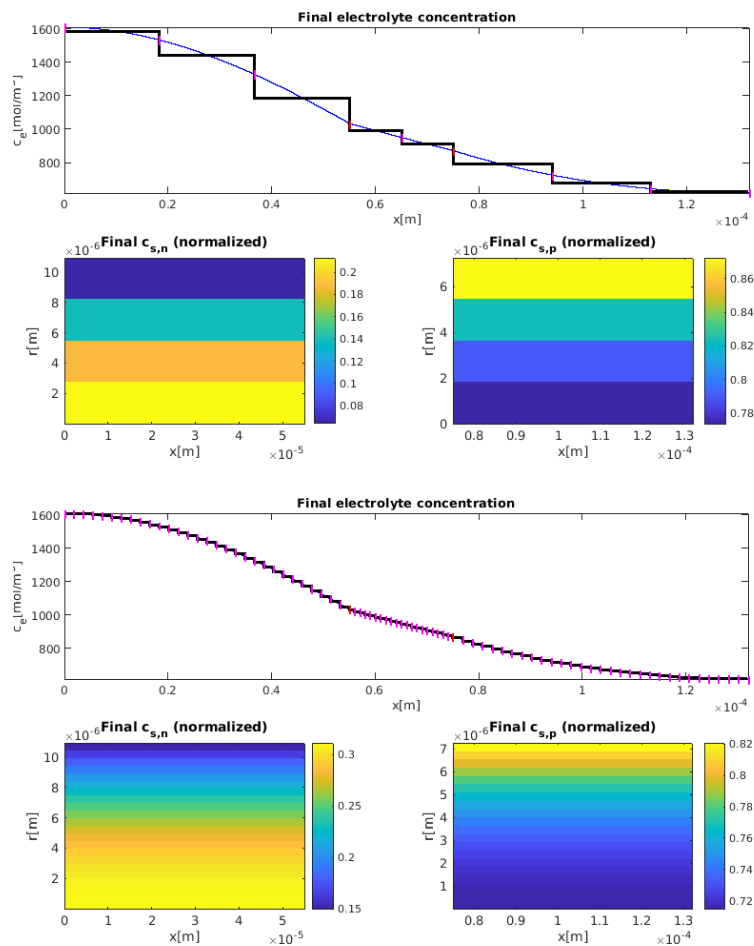 Final electrolyte concentration
1600
1400
1200
1000
800
c_e[mol/m^-3]
0 0.2 0.4 0.6 0.8 1 1.2
x[m] ×10^-4
×10^-6 Final c_s,n (normalized)
10
8
6
4
2
r[m]
0 1 2 3 4 5
x[m] ×10^-5
0.2
0.18
0.16
0.14
0.12
0.1
0.08
×10^-6 Final c_s,p (normalized)
6
4
2
0
r[m]
0.8 0.9 1 1.1 1.2 1.3
x[m] ×10^-4
0.86
0.84
0.82
0.8
0.78
Final electrolyte concentration
1600
1400
1200
1000
800
c_e[mol/m^-3]
0 0.2 0.4 0.6 0.8 1 1.2
x[m] ×10^-4
×10^-6 Final c_s,n (normalized)
10
8
6
4
2
r[m]
0 1 2 3 4 5
x[m] ×10^-5
0.3
0.25
0.2
0.15
×10^-6 Final c_s,p (normalized)
7
6
5
4
3
2
1
r[m]
0.8 0.9 1 1.1 1.2 1.3
x[m] ×10^-4
0.82
0.8
0.78
0.76
0.74
0.72